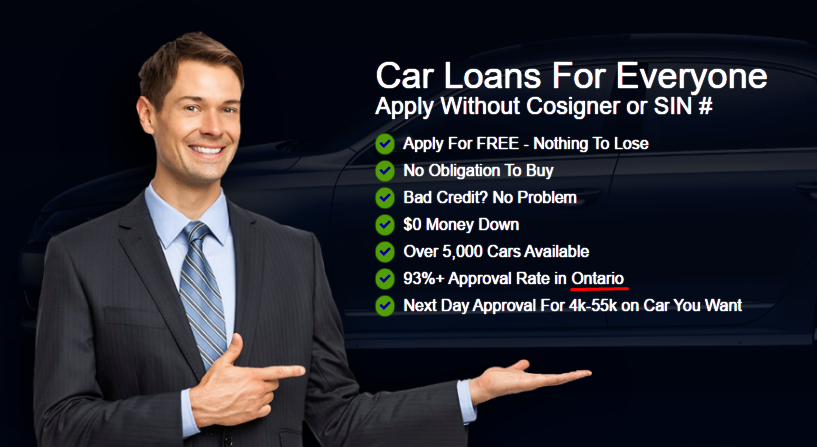 Car Loans For Everyone
Apply Without Cosigner or SIN #
Apply For FREE - Nothing To Lose
No Obligation To Buy
Bad Credit? No Problem
$0 Money Down
Over 5,000 Cars Available
93%+ Approval Rate in Ontario
Next Day Approval For 4k-55k on Car You Want